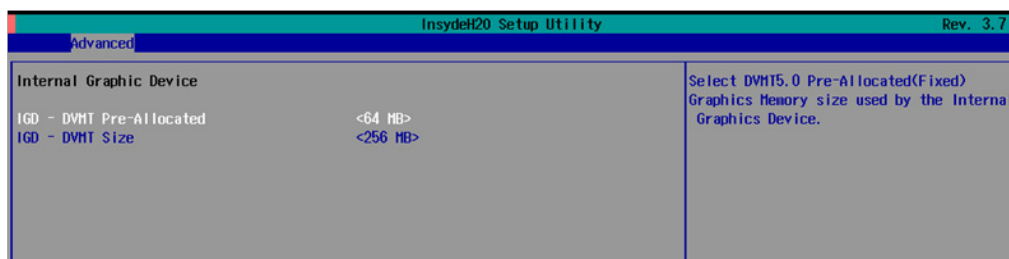 InsydeH20 Setup Utility
Rev. 3.7
Advanced
Internal Graphic Device
IGD - DVMT Pre-Allocated <64 MB>
IGD - DVMT Size <256 MB>
Select DVMT5.0 Pre-Allocated(Fixed)
Graphics Memory size used by the Interna
Graphics Device.